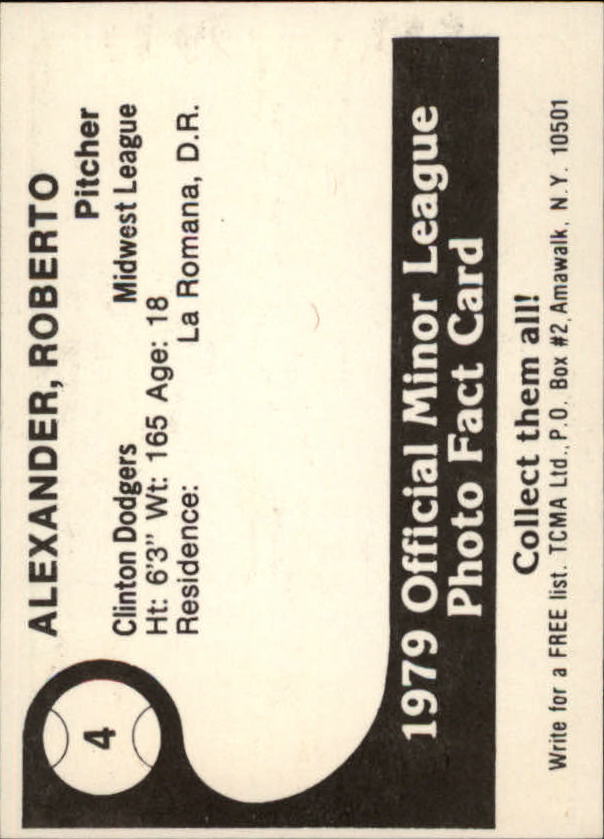 4
ALEXANDER, ROBERTO
Pitcher
Clinton Dodgers Midwest League
Ht: 6'3" Wt: 165 Age: 18
Residence: La Romana, D.R.
1979 Official Minor League
Photo Fact Card
Collect them all!
Write for a FREE list. TCMA Ltd., P.O. Box #2, Amawalk, N.Y. 10501